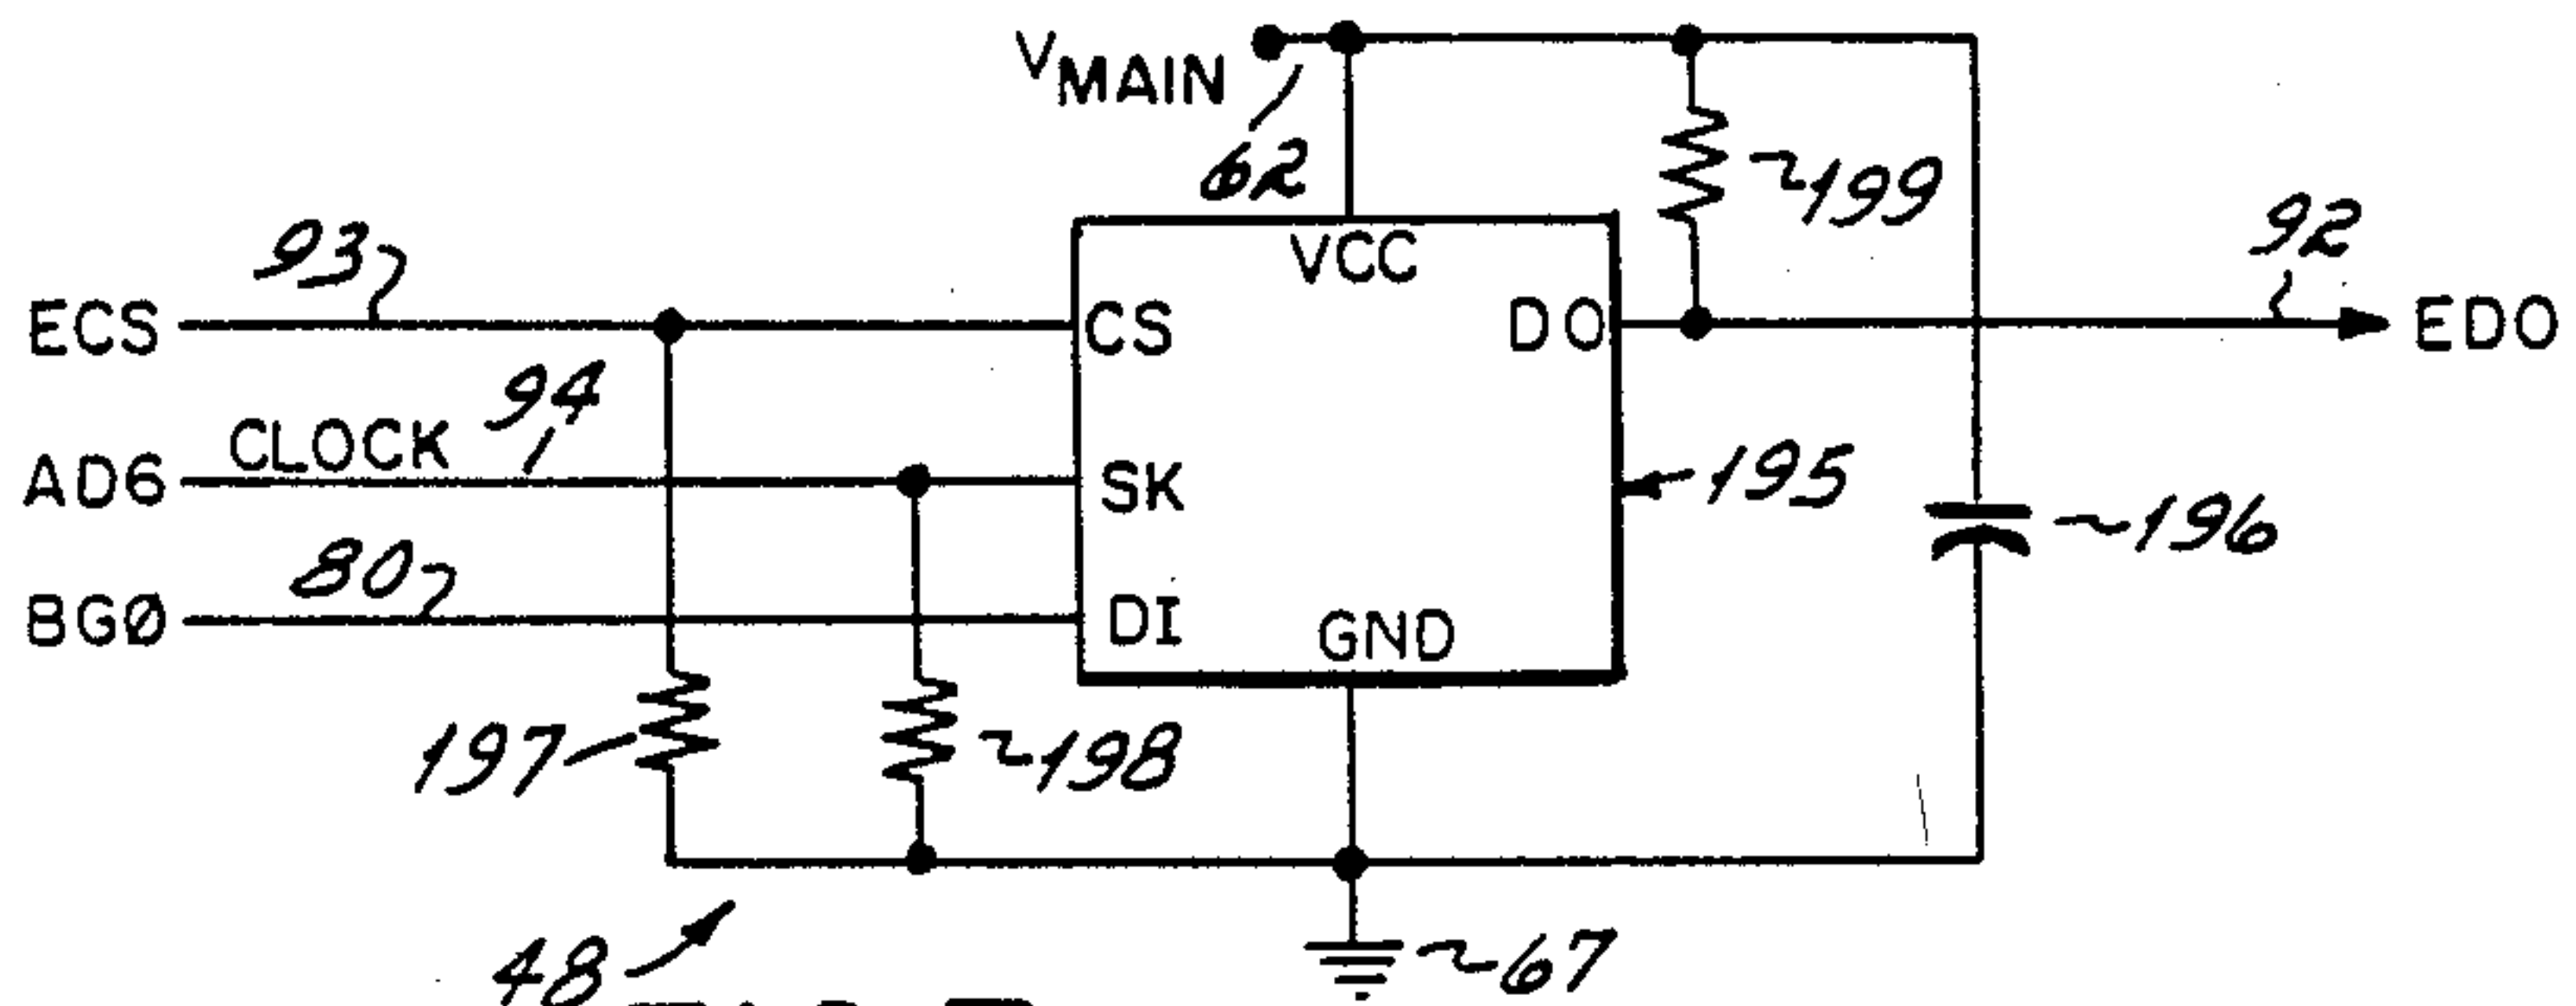 VMAIN
62
~199
92
93
VCC
ECS
CS
DO
EDO
94
CLOCK
AD6
SK
195
~196
80
BGØ
DI
GND
197
~198
48
~67